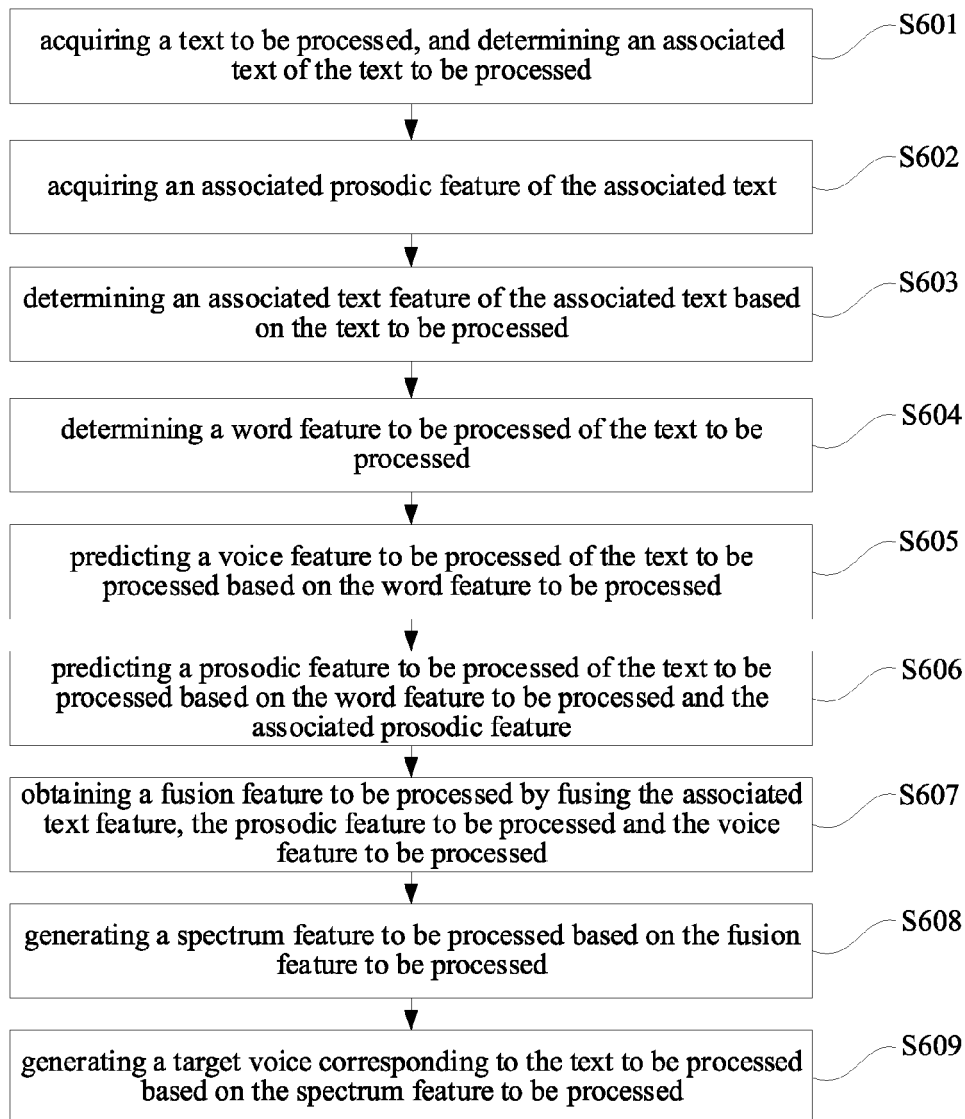 acquiring a text to be processed, and determining an associated
text of the text to be processed
S601
acquiring an associated prosodic feature of the associated text
S602
determining an associated text feature of the associated text based
on the text to be processed
S603
determining a word feature to be processed of the text to be
processed
S604
predicting a voice feature to be processed of the text to be
processed based on the word feature to be processed
S605
predicting a prosodic feature to be processed of the text to be
processed based on the word feature to be processed and the
associated prosodic feature
S606
obtaining a fusion feature to be processed by fusing the associated
text feature, the prosodic feature to be processed and the voice
feature to be processed
S607
generating a spectrum feature to be processed based on the fusion
feature to be processed
S608
generating a target voice corresponding to the text to be processed
based on the spectrum feature to be processed
S609